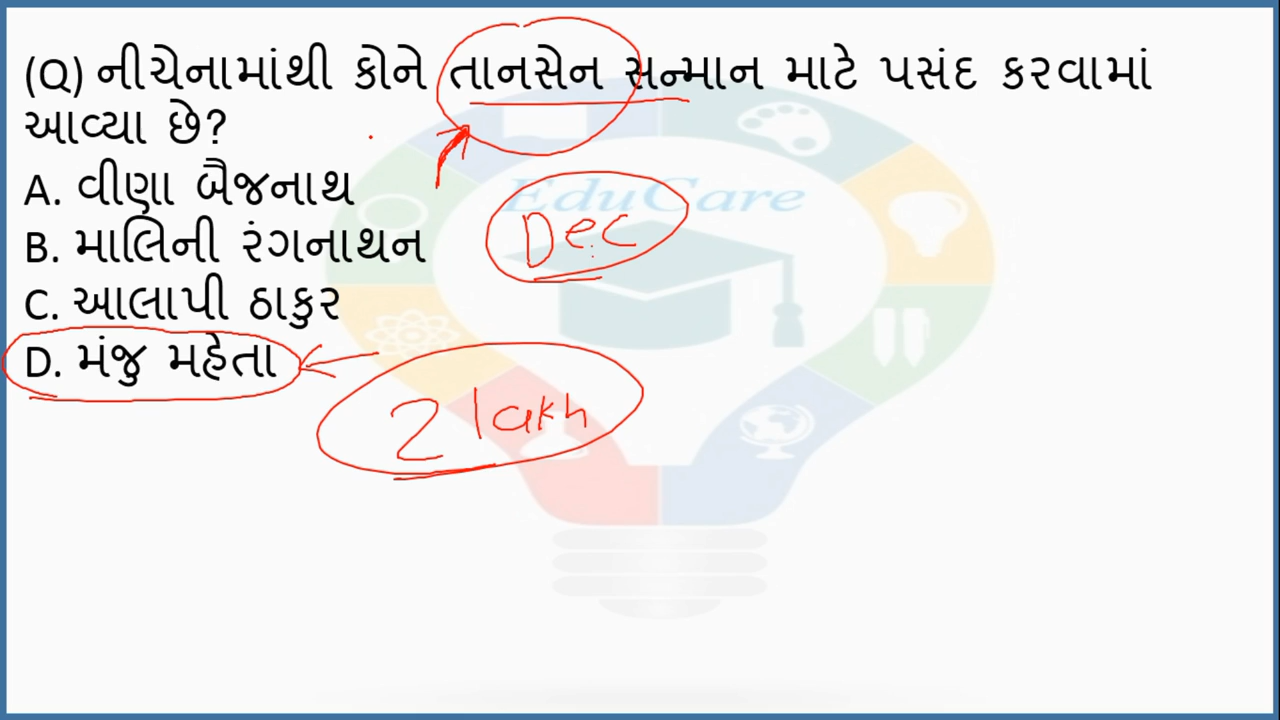 (Q) નીચેનામાંથી કોને તાનસેન સન્માન માટે પસંદ કરવામાં
આવ્યા છે?
A. વીણા બૈજનાથ
EduCare
Dec
B. માલિની રંગનાથન
C. આલાપી ઠાકુર
D. મંજુ મહેતા
2 lakh